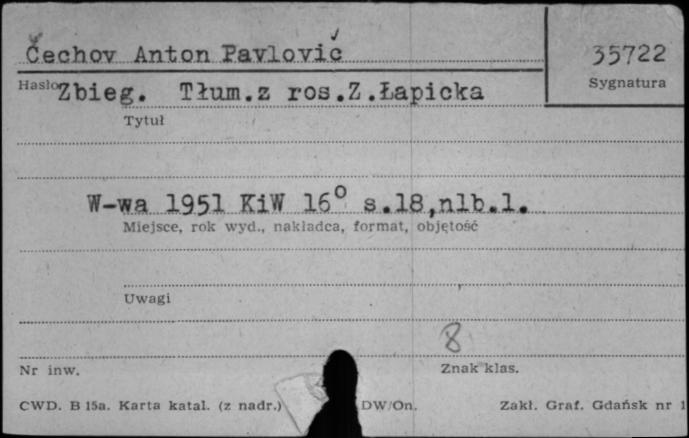 Čechov Anton Pavlovič
35722
Hasło
Sygnatura
Zbieg. Tłum.z ros.Z.Łapicka
Tytuł
W-wa 1951 KiW 16° s.18,nlb.1.
Miejsce, rok wyd., nakładca, format, objętość
Uwagi
8
Nr inw.
Znak klas.
CWD. B 15a. Karta katal. (z nadr.) DW/On. Zakł. Graf. Gdańsk nr 1